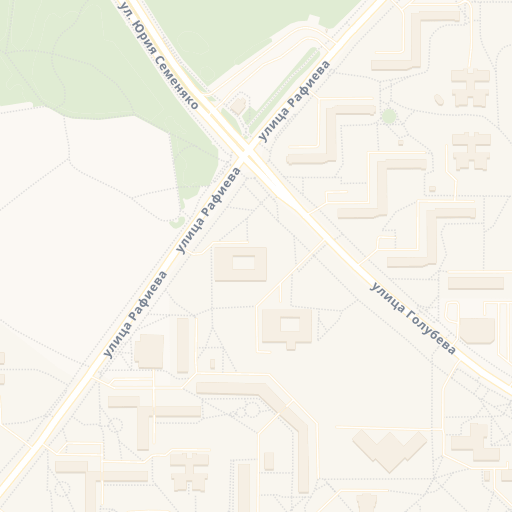 ул. Юрия Семеняко
улица Рафиева
улица Рафиева
улица Рафиева
улица Голубева